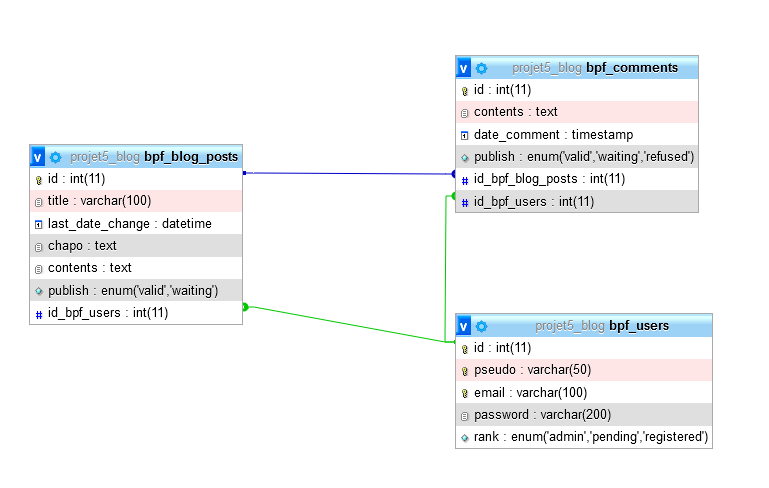 v projet5_blog bpf_comments
id : int(11)
contents : text
date_comment : timestamp
publish : enum('valid','waiting','refused')
id_bpf_blog_posts : int(11)
id_bpf_users : int(11)
v projet5_blog bpf_blog_posts
id : int(11)
title : varchar(100)
last_date_change : datetime
chapo : text
contents : text
publish : enum('valid','waiting')
id_bpf_users : int(11)
v projet5_blog bpf_users
id : int(11)
pseudo : varchar(50)
email : varchar(100)
password : varchar(200)
rank : enum('admin','pending','registered')